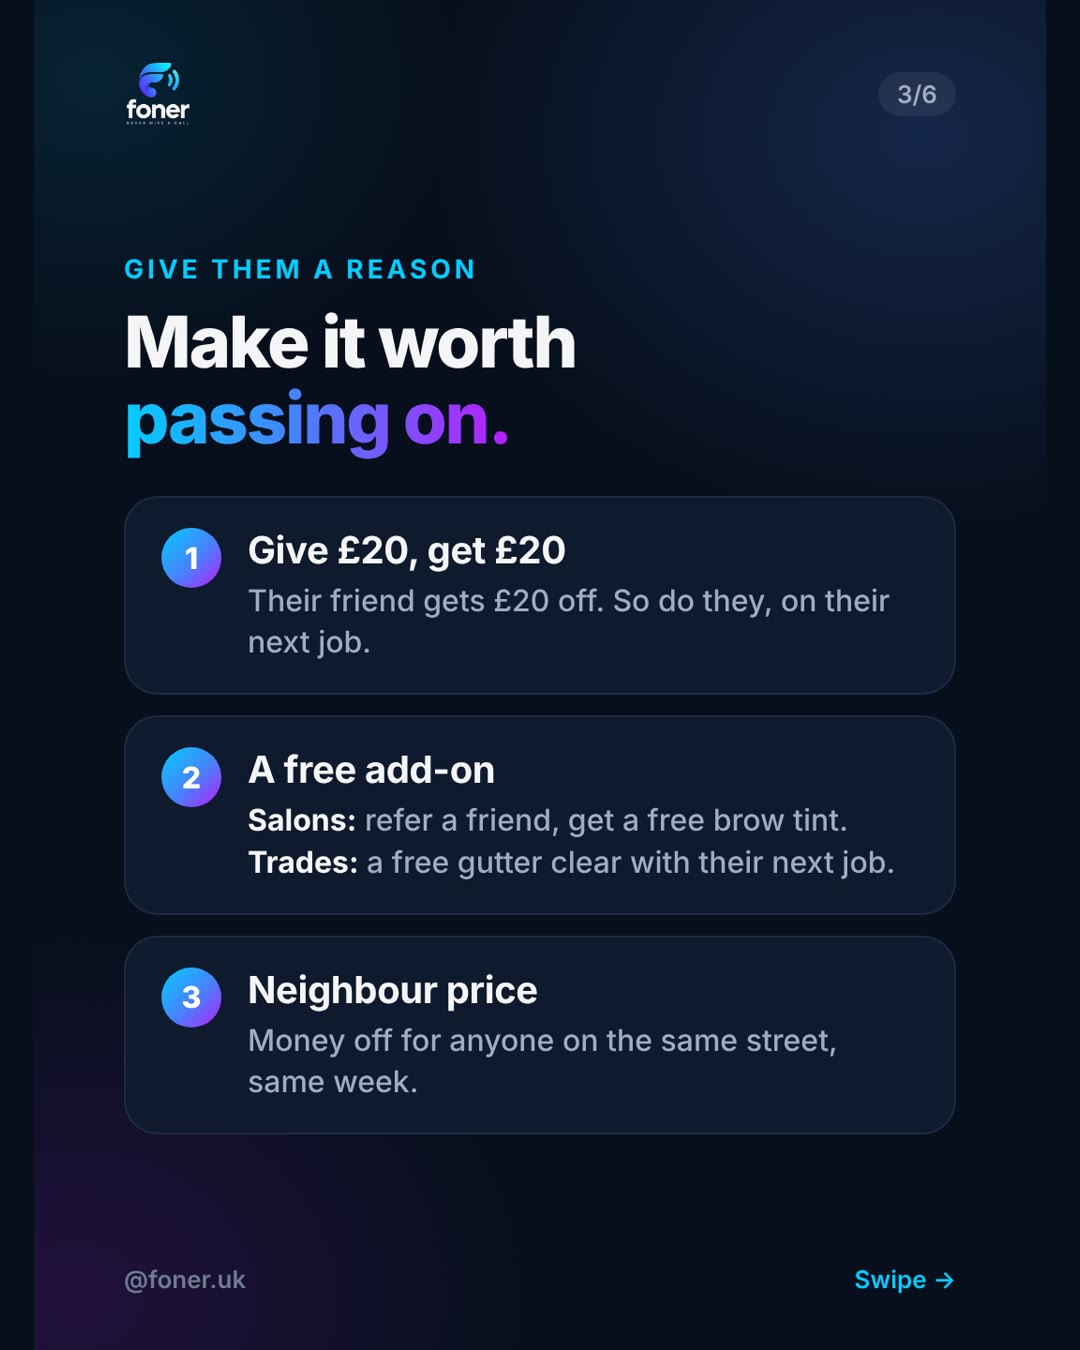 foner
NEVER MISS A CALL
3/6
GIVE THEM A REASON
Make it worth
passing on.
1
Give £20, get £20
Their friend gets £20 off. So do they, on their
next job.
2
A free add-on
Salons: refer a friend, get a free brow tint.
Trades: a free gutter clear with their next job.
3
Neighbour price
Money off for anyone on the same street,
same week.
@foner.uk
Swipe →